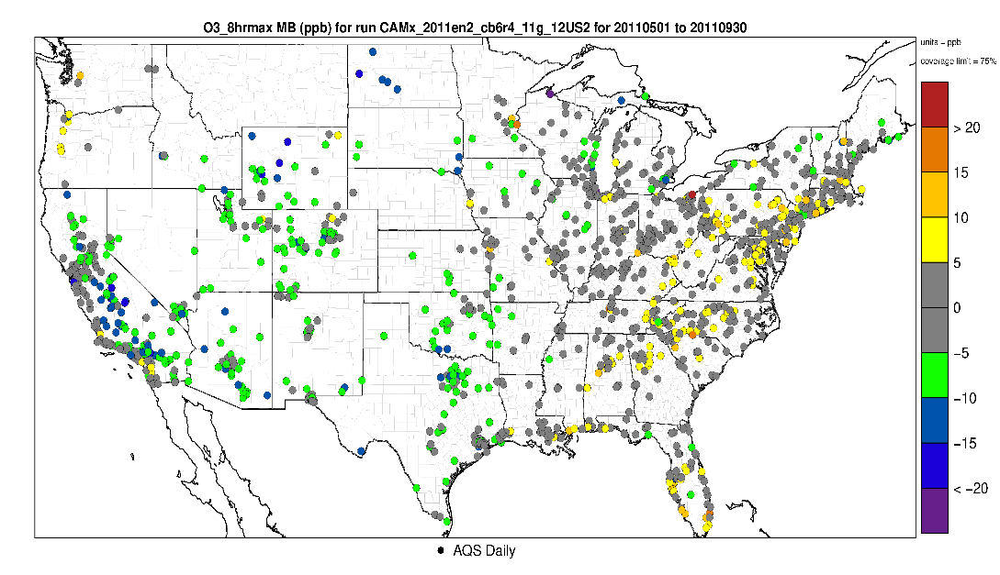 O3_8hrmax MB (ppb) for run CAMx_2011en2_cb6r4_11g_12US2 for 20110501 to 20110930
units = ppb
coverage limit = 75%
> 20
15
10
5
0
−5
−10
−15
< −20
AQS Daily